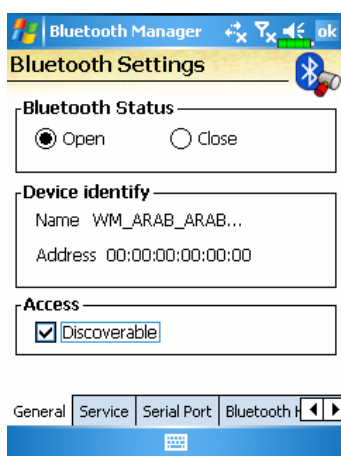 Bluetooth Manager ok
Bluetooth Settings
Bluetooth Status
Open Close
Device identify
Name WM_ARAB_ARAB...
Address 00:00:00:00:00:00
Access
Discoverable
General Service Serial Port Bluetooth H